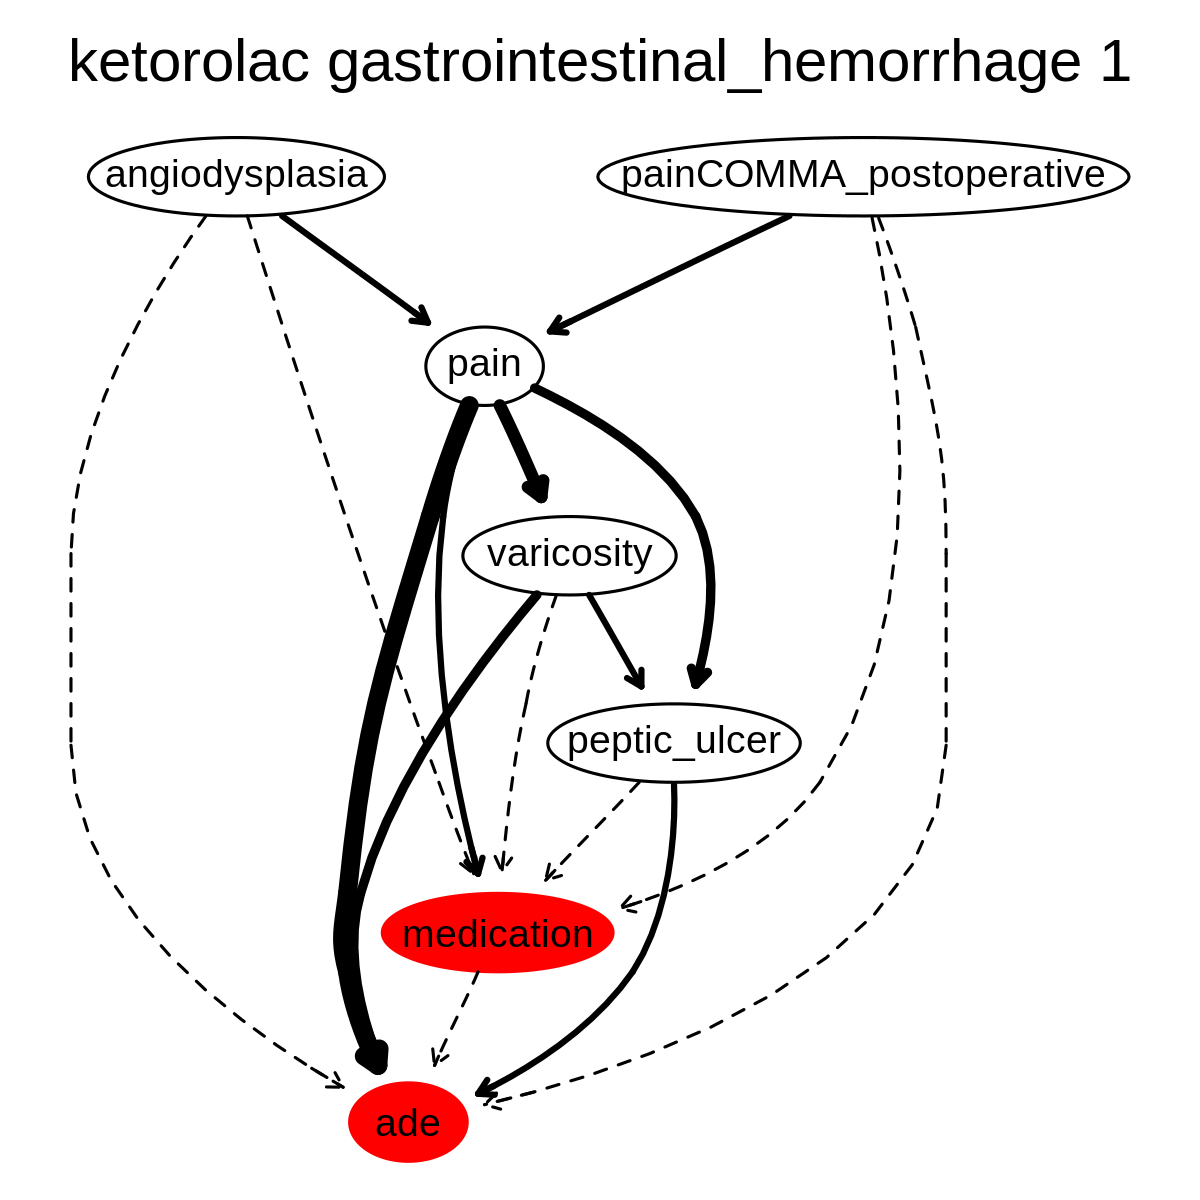 ketorolac gastrointestinal_hemorrhage 1
angiodysplasia
painCOMMA_postoperative
pain
varicosity
peptic_ulcer
medication
ade